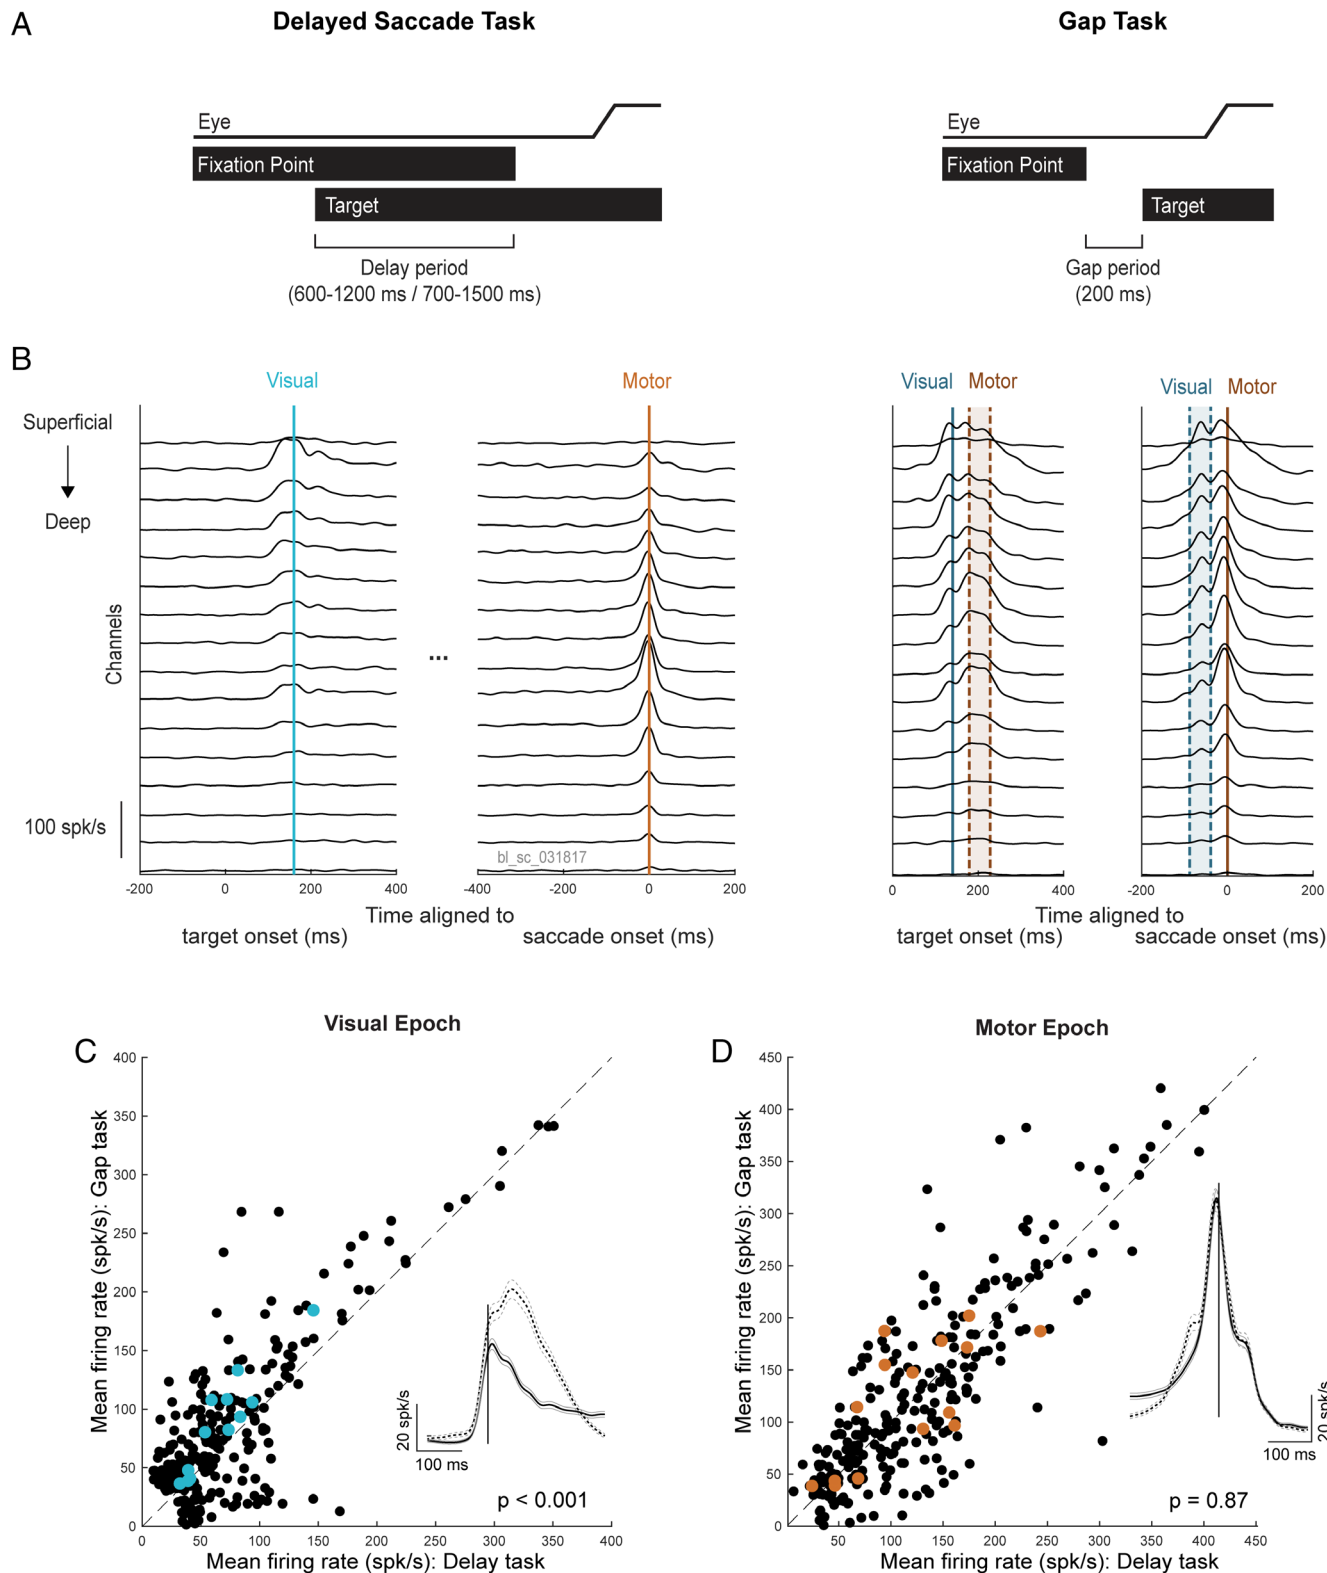 A
Delayed Saccade Task
Gap Task
Eye
Fixation Point
Target
Delay period
(600-1200 ms / 700-1500 ms)
Eye
Fixation Point
Target
Gap period
(200 ms)
B
Visual
Motor
Visual
Motor
Visual
Motor
Superficial
Deep
Channels
100 spk/s
...
bl_sc_031817
-200 0 200 400
-400 -200 0 200
0 200 400
-200 0 200
Time aligned to
target onset (ms)
saccade onset (ms)
Time aligned to
target onset (ms)
saccade onset (ms)
C
Visual Epoch
Mean firing rate (spk/s): Gap task
400
350
300
250
200
150
100
50
0
0 50 100 150 200 250 300 350 400
Mean firing rate (spk/s): Delay task
20 spk/s
100 ms
p < 0.001
D
Motor Epoch
Mean firing rate (spk/s): Gap task
450
400
350
300
250
200
150
100
50
0
50 100 150 200 250 300 350 400 450
Mean firing rate (spk/s): Delay task
20 spk/s
100 ms
p = 0.87